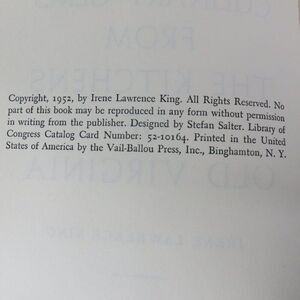 Copyright, 1952, by Irene Lawrence King. All Rights Reserved. No
part of this book may be reproduced in any form without permission
in writing from the publisher. Designed by Stefan Salter. Library of
Congress Catalog Card Number: 52-10164. Printed in the United
States of America by the Vail-Ballou Press, Inc., Binghamton, N. Y.